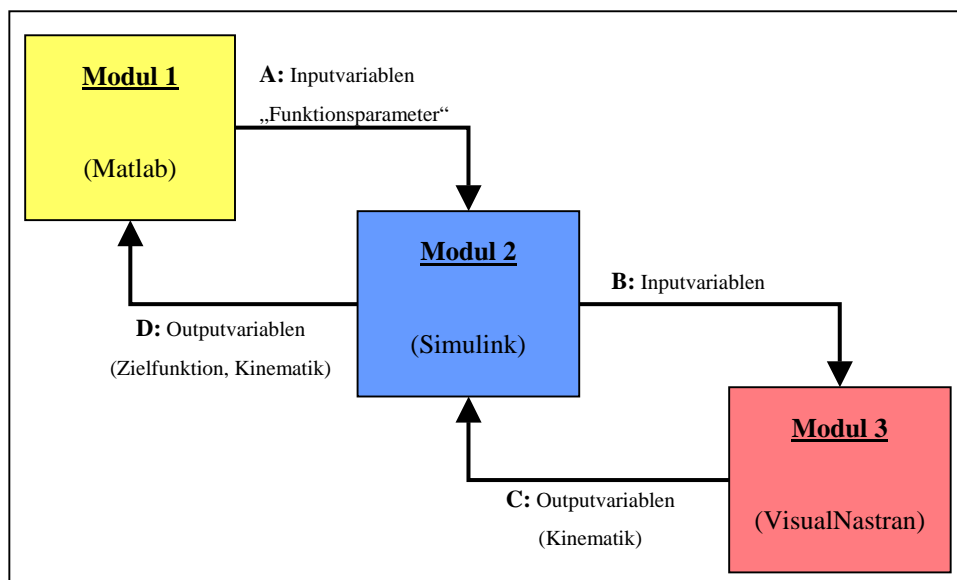 Modul 1
(Matlab)
A: Inputvariablen
„Funktionsparameter“
Modul 2
(Simulink)
B: Inputvariablen
D: Outputvariablen
(Zielfunktion, Kinematik)
Modul 3
(VisualNastran)
C: Outputvariablen
(Kinematik)